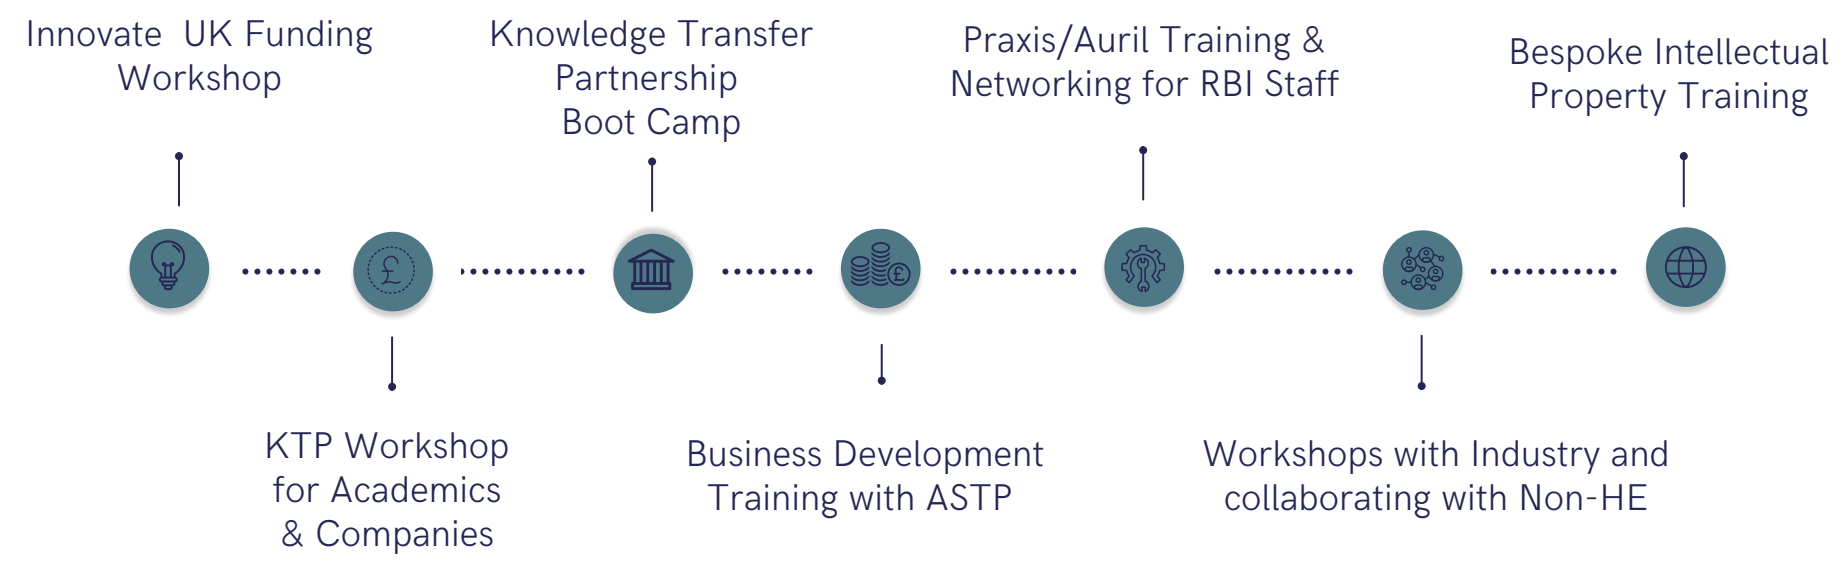 Innovate UK Funding
Workshop
KTP Workshop
for Academics
& Companies
Knowledge Transfer
Partnership
Boot Camp
Business Development
Training with ASTP
Praxis/Auril Training &
Networking for RBI Staff
Workshops with Industry and
collaborating with Non-HE
Bespoke Intellectual
Property Training
£
£